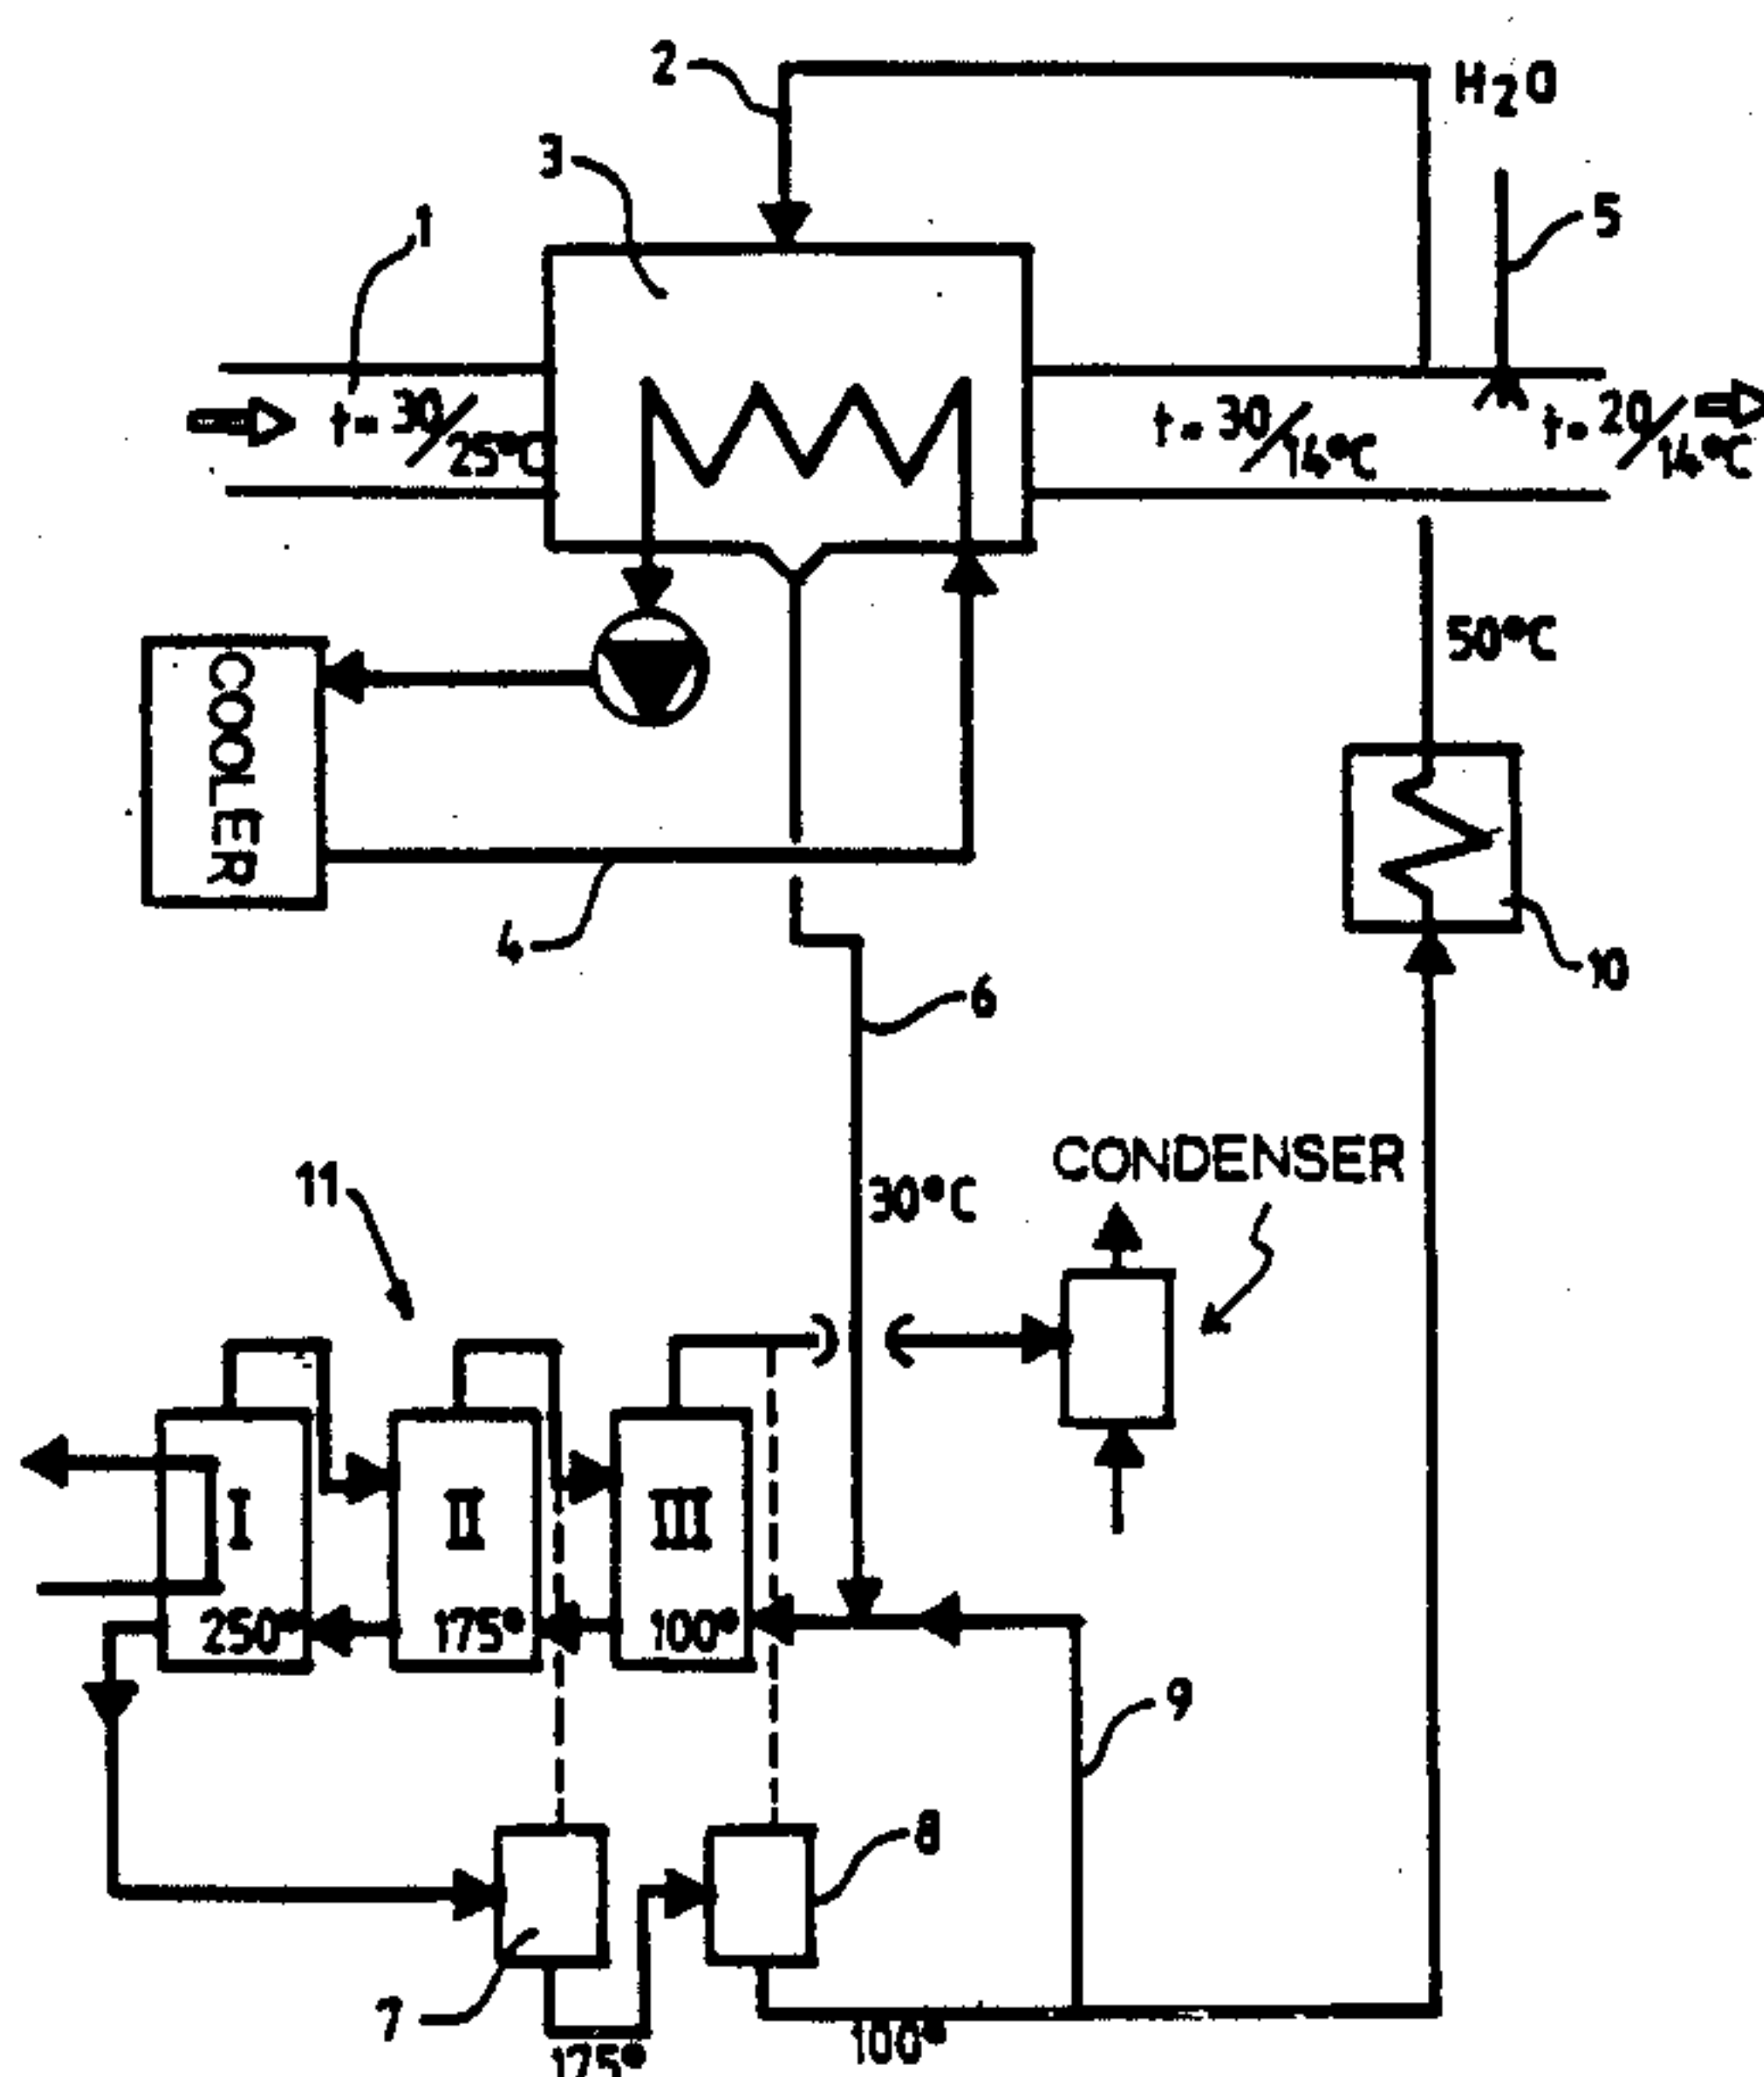 2
H2O
3
1
5
t= 30/25°C
t= 30/14°C
t= 20/14°C
50°C
COOLER
4
10
6
CONDENSER
11
30°C
I
II
III
250°
175°
100°
9
8
7
175°
100°